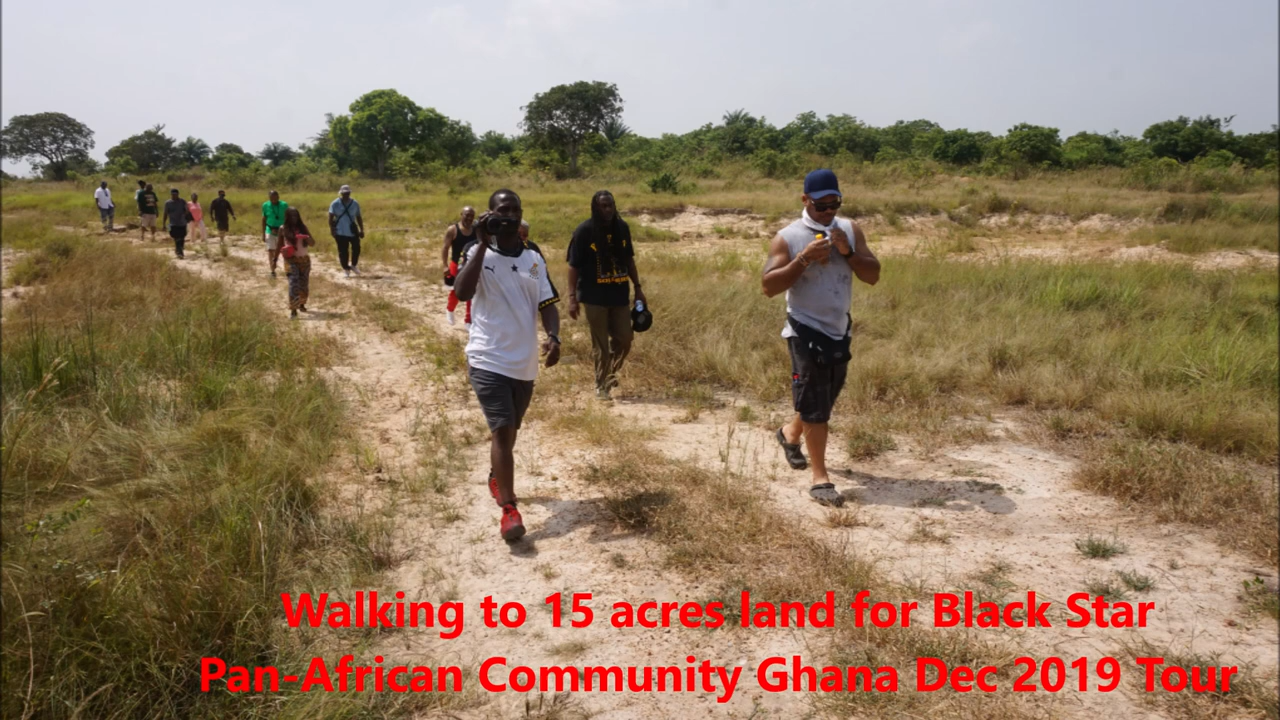 Walking to 15 acres land for Black Star
Pan-African Community Ghana Dec 2019 Tour